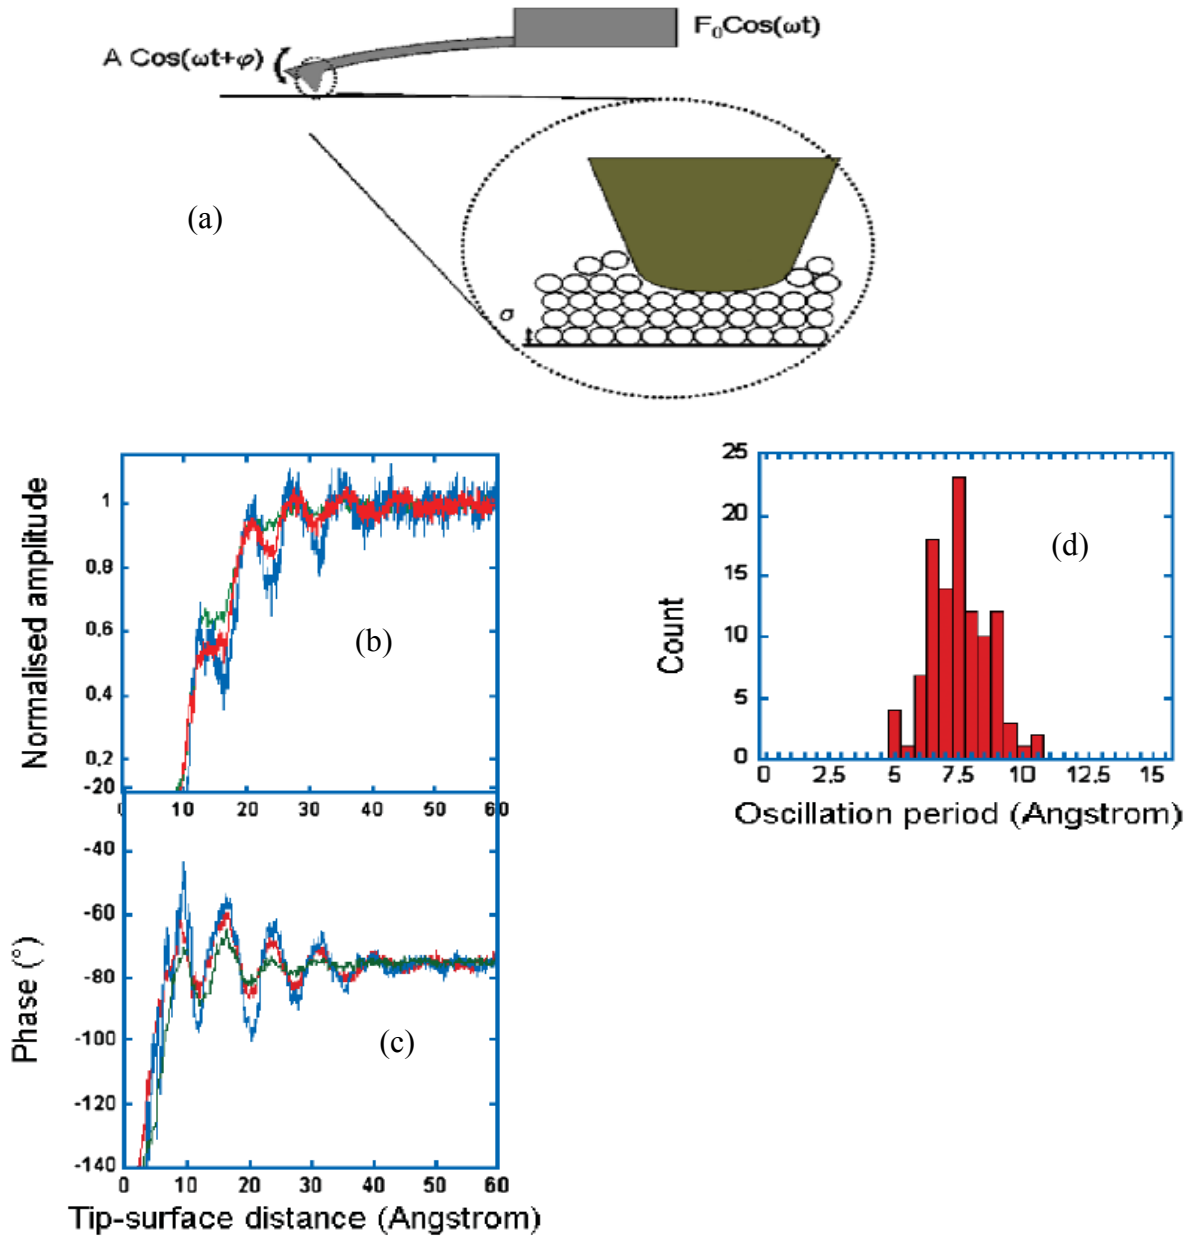 F₀Cos(ωt)
A Cos(ωt+φ)
(a)
σ
Normalised amplitude
1
0.8
0.6
0.4
0.2
-20
(b)
0 10 20 30 40 50 60
Phase (°)
-40
-60
-80
-100
-120
-140
(c)
0 10 20 30 40 50 60
Tip-surface distance (Angstrom)
Count
25
20
15
10
5
0
(d)
0 2.5 5 7.5 10 12.5 15
Oscillation period (Angstrom)